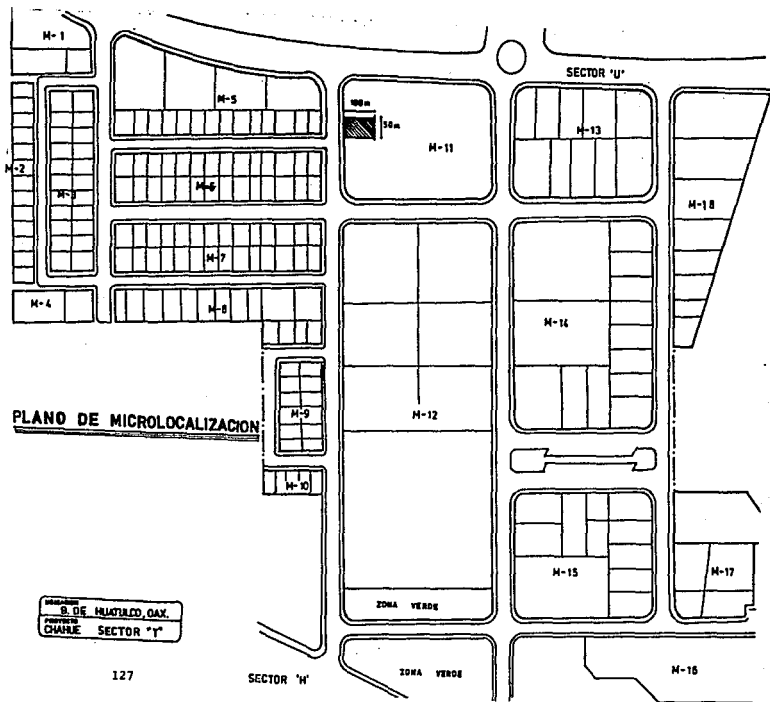 M-1
SECTOR 'U'
M-5
100m
50m
M-11
M-13
M-2
M-3
M-6
M-18
M-7
M-4
M-8
M-14
M-9
M-12
PLANO DE MICROLOCALIZACION
M-10
M-15
M-17
B. DE HUATULCO, OAX.
PROYECTO
CHAHUE SECTOR "T"
ZONA VERDE
127
SECTOR 'H'
ZONA VERDE
M-16